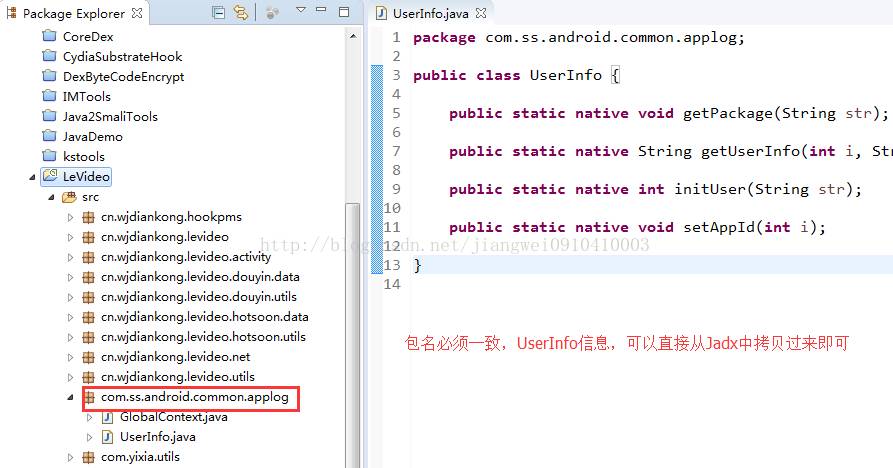 Package Explorer
CoreDex
CydiaSubstrateHook
DexByteCodeEncrypt
IMTools
Java2SmaliTools
JavaDemo
kstools
LeVideo
src
cn.wjdiankong.hookpms
cn.wjdiankong.levideo
cn.wjdiankong.levideo.activity
cn.wjdiankong.levideo.douyin.data
cn.wjdiankong.levideo.douyin.utils
cn.wjdiankong.levideo.hotsoon.data
cn.wjdiankong.levideo.hotsoon.utils
cn.wjdiankong.levideo.net
cn.wjdiankong.levideo.utils
com.ss.android.common.applog
GlobalContext.java
UserInfo.java
com.yixia.utils
UserInfo.java
1 package com.ss.android.common.applog;
2
3 public class UserInfo {
4
5 public static native void getPackage(String str);
6
7 public static native String getUserInfo(int i, Str
8
9 public static native int initUser(String str);
10
11 public static native void setAppId(int i);
12
13 }
14
http://blog.csdn.net/jiangwei0910410003
包名必须一致，UserInfo信息，可以直接从Jadx中拷贝过来即可